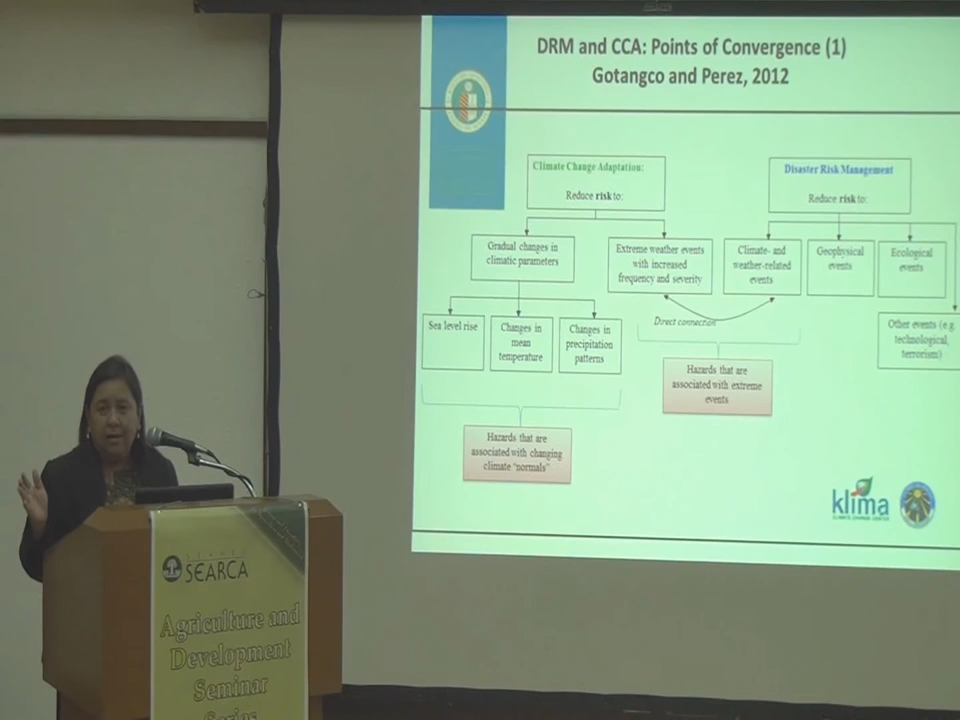 DRM and CCA: Points of Convergence (1)
Gotangco and Perez, 2012
Climate Change Adaptation:
Reduce risk to:
Disaster Risk Management
Reduce risk to:
Gradual changes in
climatic parameters
Extreme weather events
with increased
frequency and severity
Climate- and
weather-related
events
Geophysical
events
Ecological
events
Sea level rise
Changes in
mean
temperature
Changes in
precipitation
patterns
Direct connection
Other events (e.g.
technological,
terrorism)
Hazards that are
associated with extreme
events
Hazards that are
associated with changing
climate "normals"
klima
CLIMATE CHANGE CENTER
SEARCA
Agriculture and
Development
Seminar
Series